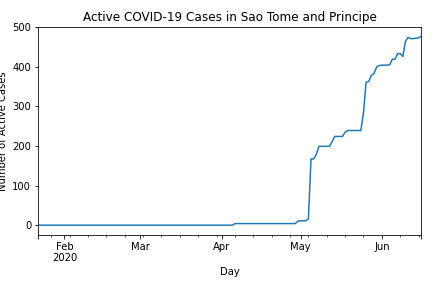 Active COVID-19 Cases in Sao Tome and Principe
Number of Active Cases
500
400
300
200
100
0
Feb Mar Apr May Jun
2020
Day